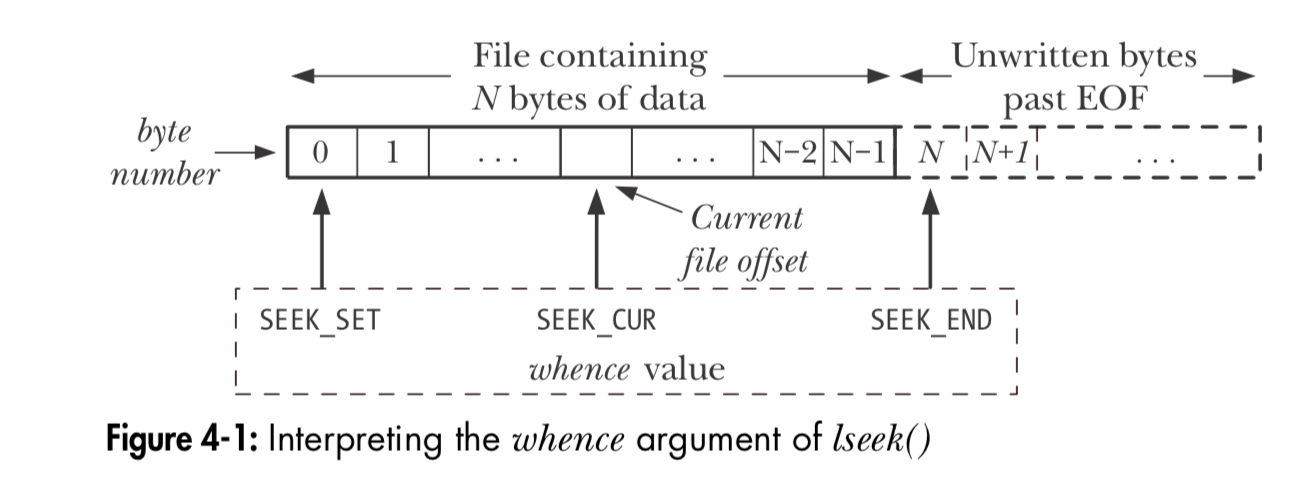 File containing
N bytes of data
Unwritten bytes
past EOF
byte
number
0 1 ... ... N−2 N−1 N N+1 ...
Current
file offset
SEEK_SET SEEK_CUR SEEK_END
whence value
Figure 4-1: Interpreting the whence argument of lseek()